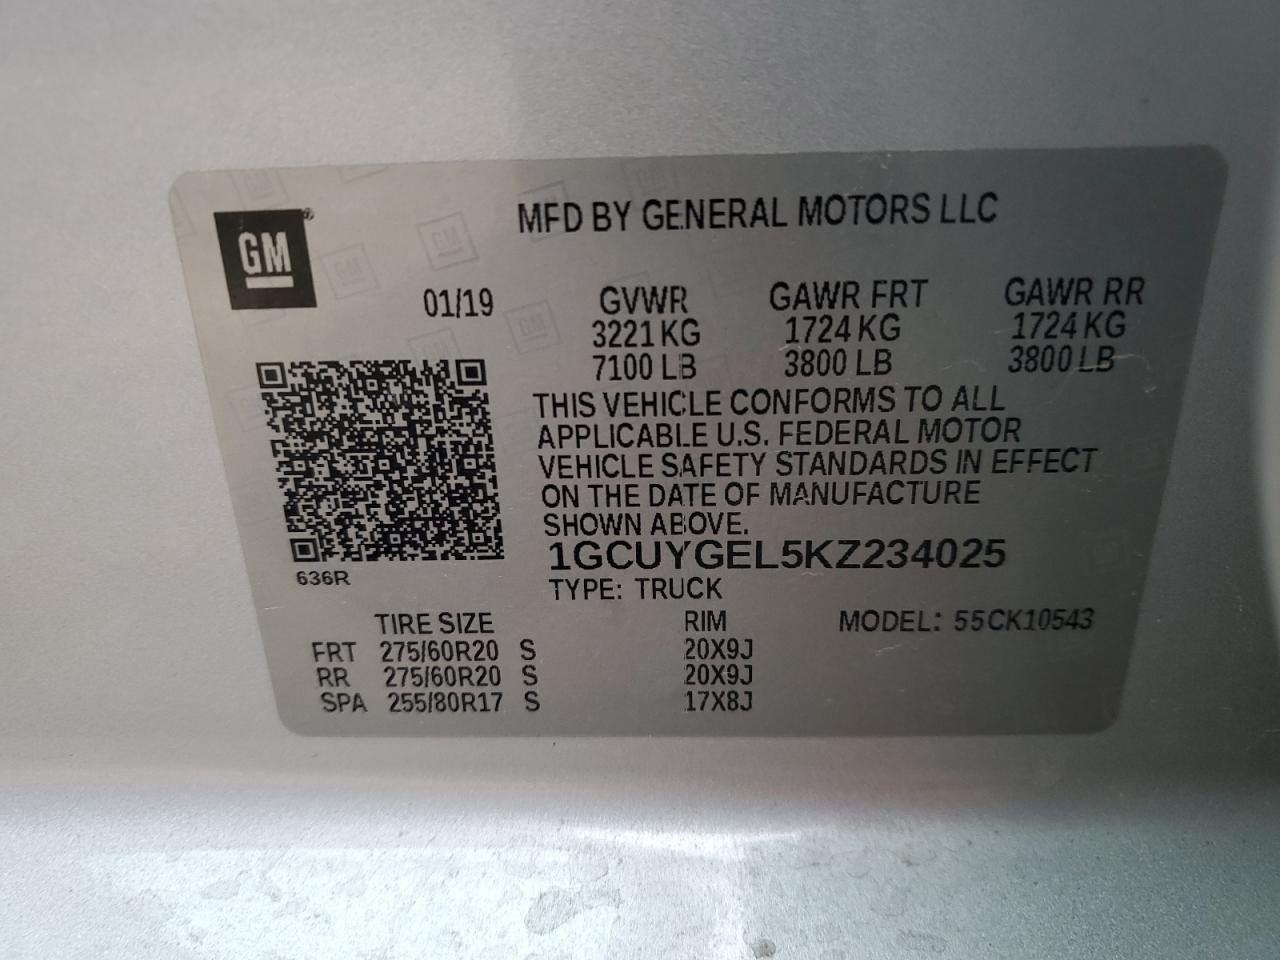 GM®
MFD BY GENERAL MOTORS LLC
01/19
GVWR GAWR FRT GAWR RR
3221 KG 1724 KG 1724 KG
7100 LB 3800 LB 3800 LB
THIS VEHICLE CONFORMS TO ALL
APPLICABLE U.S. FEDERAL MOTOR
VEHICLE SAFETY STANDARDS IN EFFECT
ON THE DATE OF MANUFACTURE
SHOWN ABOVE.
1GCUYGEL5KZ234025
636R
TYPE: TRUCK
TIRE SIZE RIM MODEL: 55CK10543
FRT 275/60R20 S 20X9J
RR 275/60R20 S 20X9J
SPA 255/80R17 S 17X8J